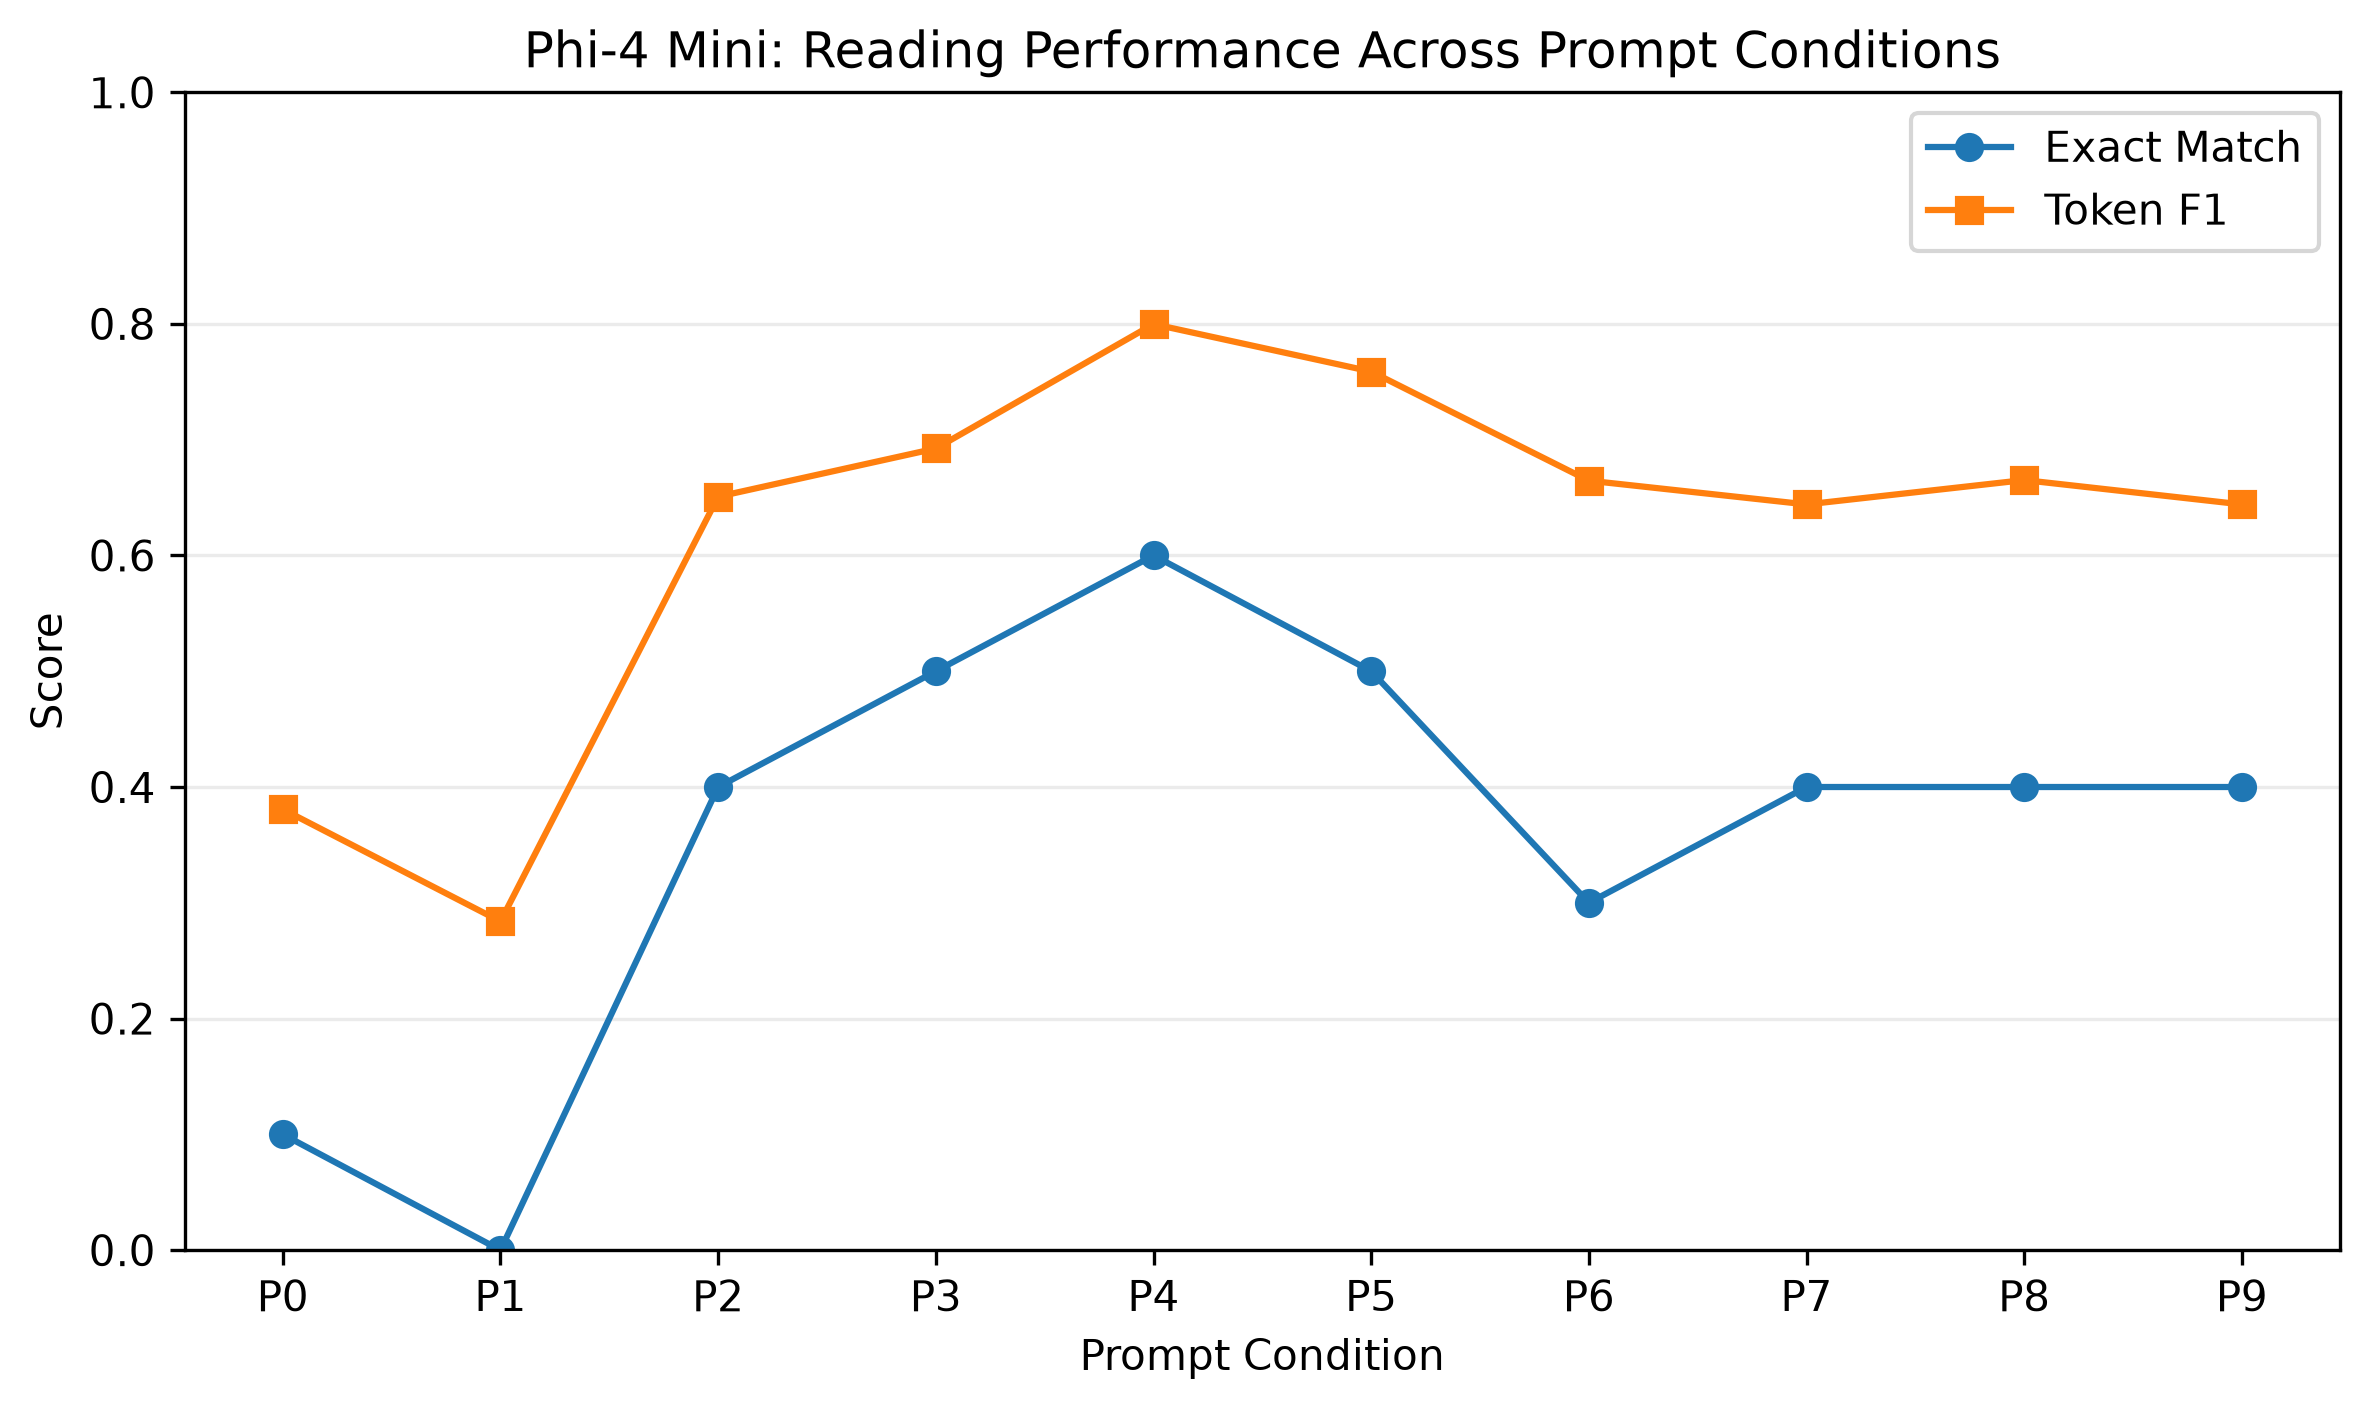 Phi-4 Mini: Reading Performance Across Prompt Conditions
1.0
0.8
0.6
0.4
0.2
0.0
Score
Exact Match
Token F1
P0 P1 P2 P3 P4 P5 P6 P7 P8 P9
Prompt Condition